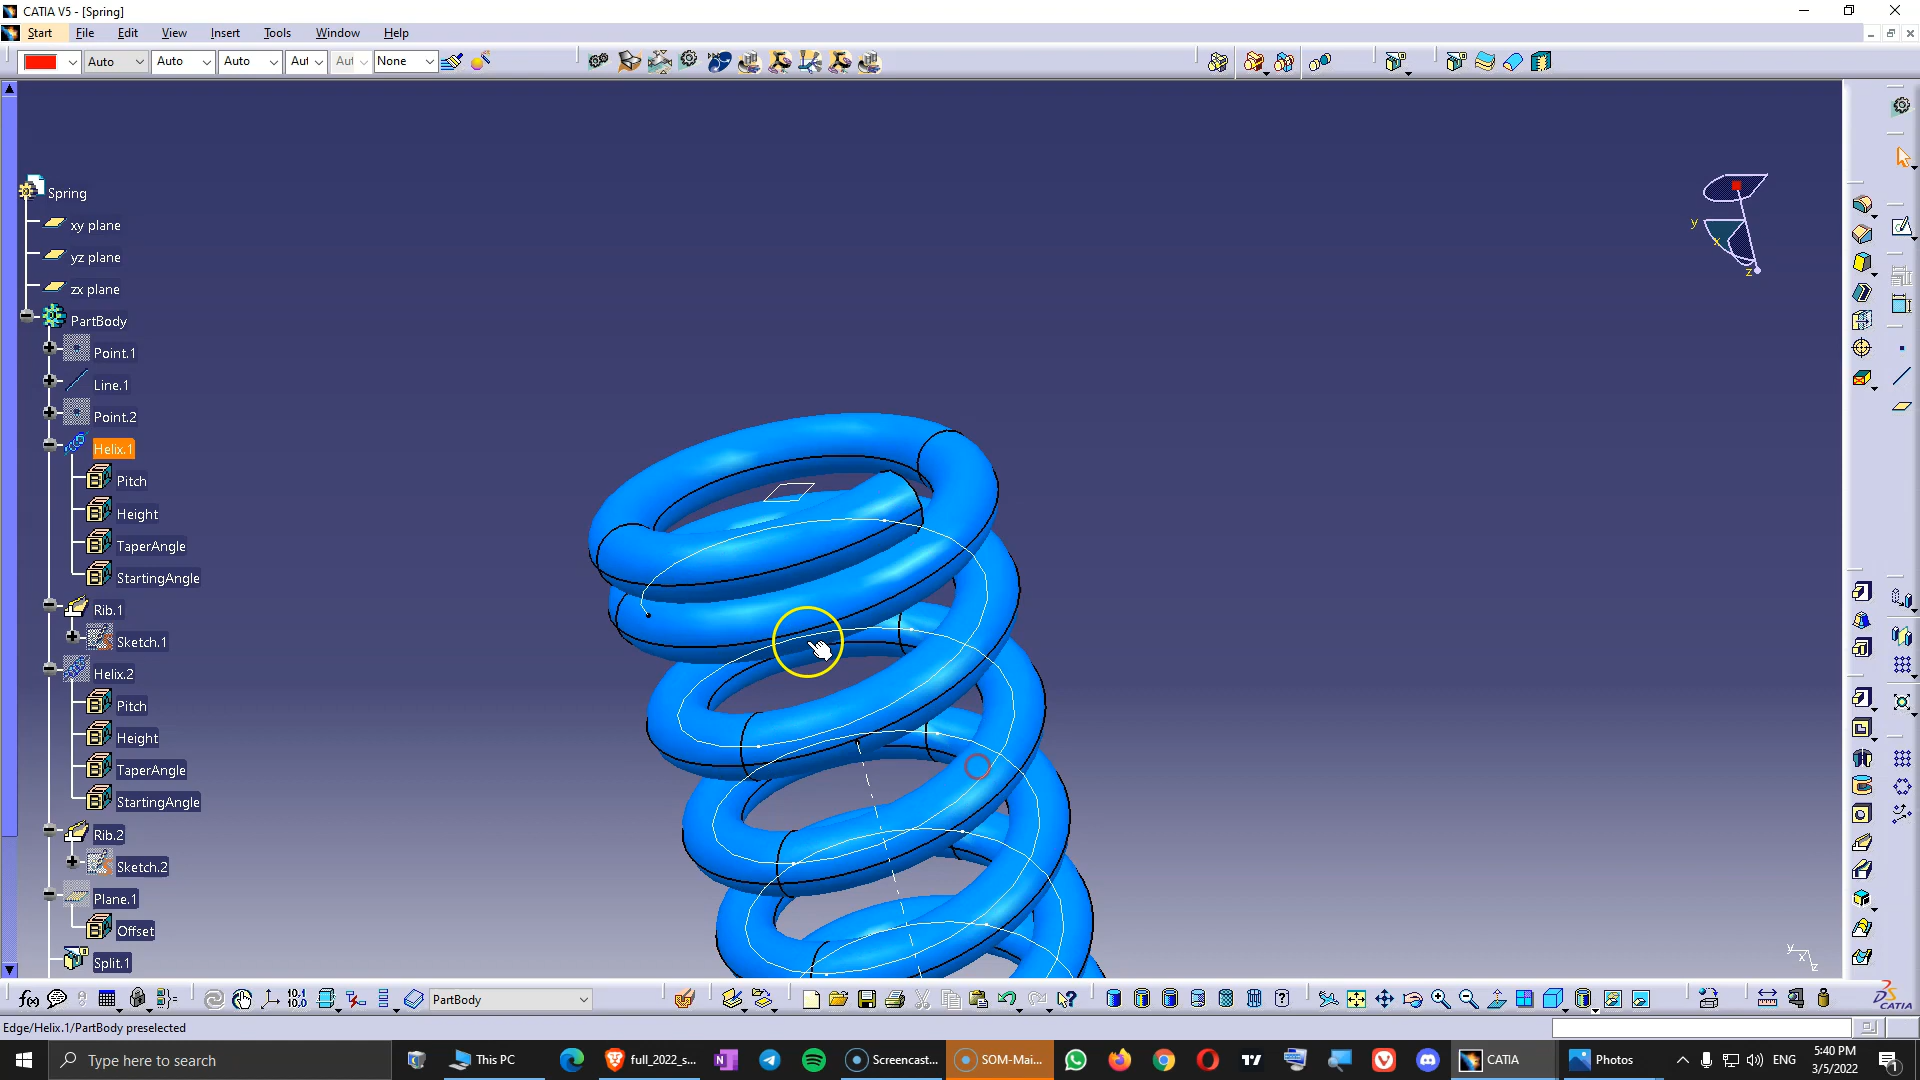 CATIA V5 - [Spring]
Start File Edit View Insert Tools Window Help
Auto Auto Auto Aut Aut None
Spring
xy plane
yz plane
zx plane
PartBody
Point.1
Line.1
Point.2
Helix.1
Pitch
Height
TaperAngle
StartingAngle
Rib.1
Sketch.1
Helix.2
Pitch
Height
TaperAngle
StartingAngle
Rib.2
Sketch.2
Plane.1
Offset
Split.1
y
x
z
y
x
z
PartBody
CATIA
Edge/Helix.1/PartBody preselected
Type here to search
This PC
full_2022_s...
Screencast...
SOM-Mai...
CATIA
Photos
ENG
5:40 PM
3/5/2022
1